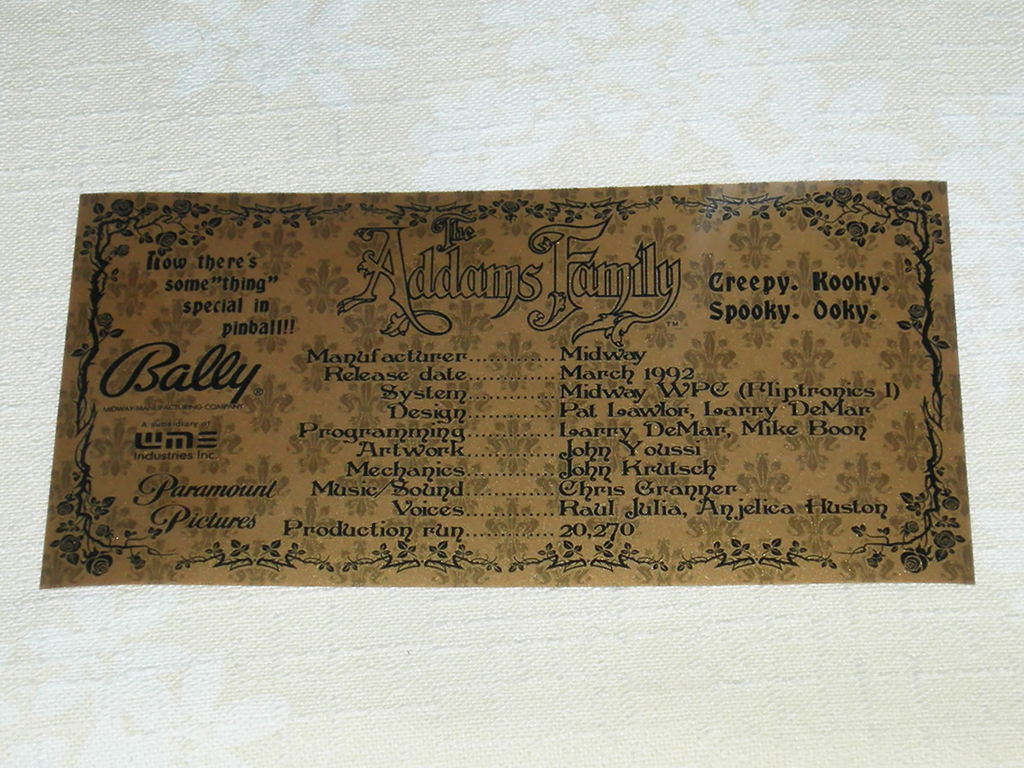 Now there's
some"thing"
special in
pinball!!
The
Addams Family
TM
Creepy. Kooky.
Spooky. Ooky.
Bally®
MIDWAY MANUFACTURING COMPANY
A subsidiary of
WMS
Industries Inc.
Paramount
Pictures
Manufacturer.............. Midway
Release date.............. March 1992
System.............. Midway WPC (Fliptronics I)
Design.............. Pat Lawlor, Larry DeMar
Programming.............. Larry DeMar, Mike Boon
Artwork.............. John Youssi
Mechanics.............. John Krutsch
Music/Sound.............. Chris Granner
Voices.............. Raul Julia, Anjelica Huston
Production run.............. 20,270